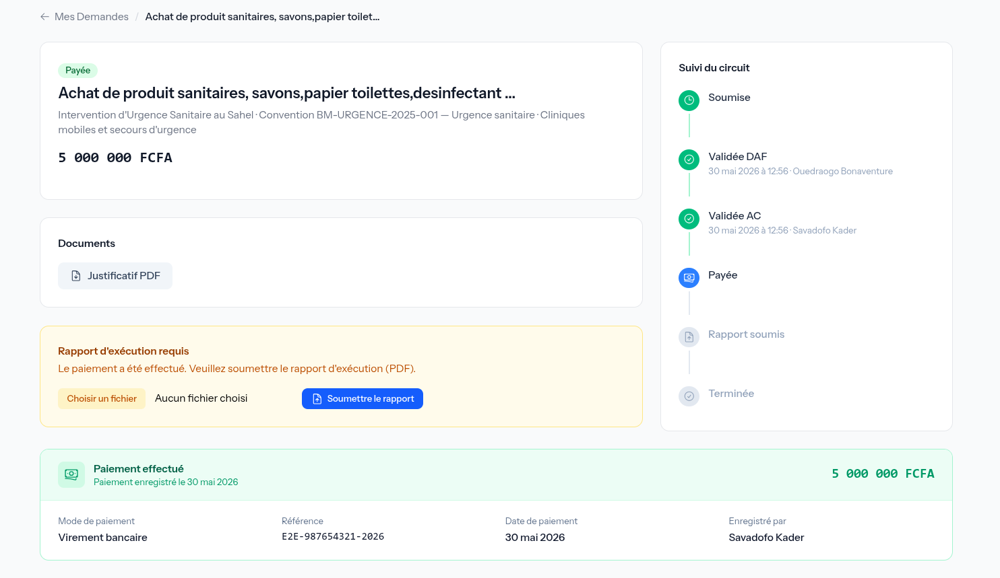 ← Mes Demandes / Achat de produit sanitaires, savons,papier toilet...
Payée
Achat de produit sanitaires, savons,papier toilettes,desinfectant ...
Intervention d'Urgence Sanitaire au Sahel · Convention BM-URGENCE-2025-001 — Urgence sanitaire · Cliniques
mobiles et secours d'urgence
5 000 000 FCFA
Documents
Justificatif PDF
Rapport d'exécution requis
Le paiement a été effectué. Veuillez soumettre le rapport d'exécution (PDF).
Choisir un fichier Aucun fichier choisi Soumettre le rapport
Suivi du circuit
Soumise
Validée DAF
30 mai 2026 à 12:56 · Ouedraogo Bonaventure
Validée AC
30 mai 2026 à 12:56 · Savadofo Kader
Payée
Rapport soumis
Terminée
Paiement effectué
Paiement enregistré le 30 mai 2026
5 000 000 FCFA
Mode de paiement
Virement bancaire
Référence
E2E-987654321-2026
Date de paiement
30 mai 2026
Enregistré par
Savadofo Kader